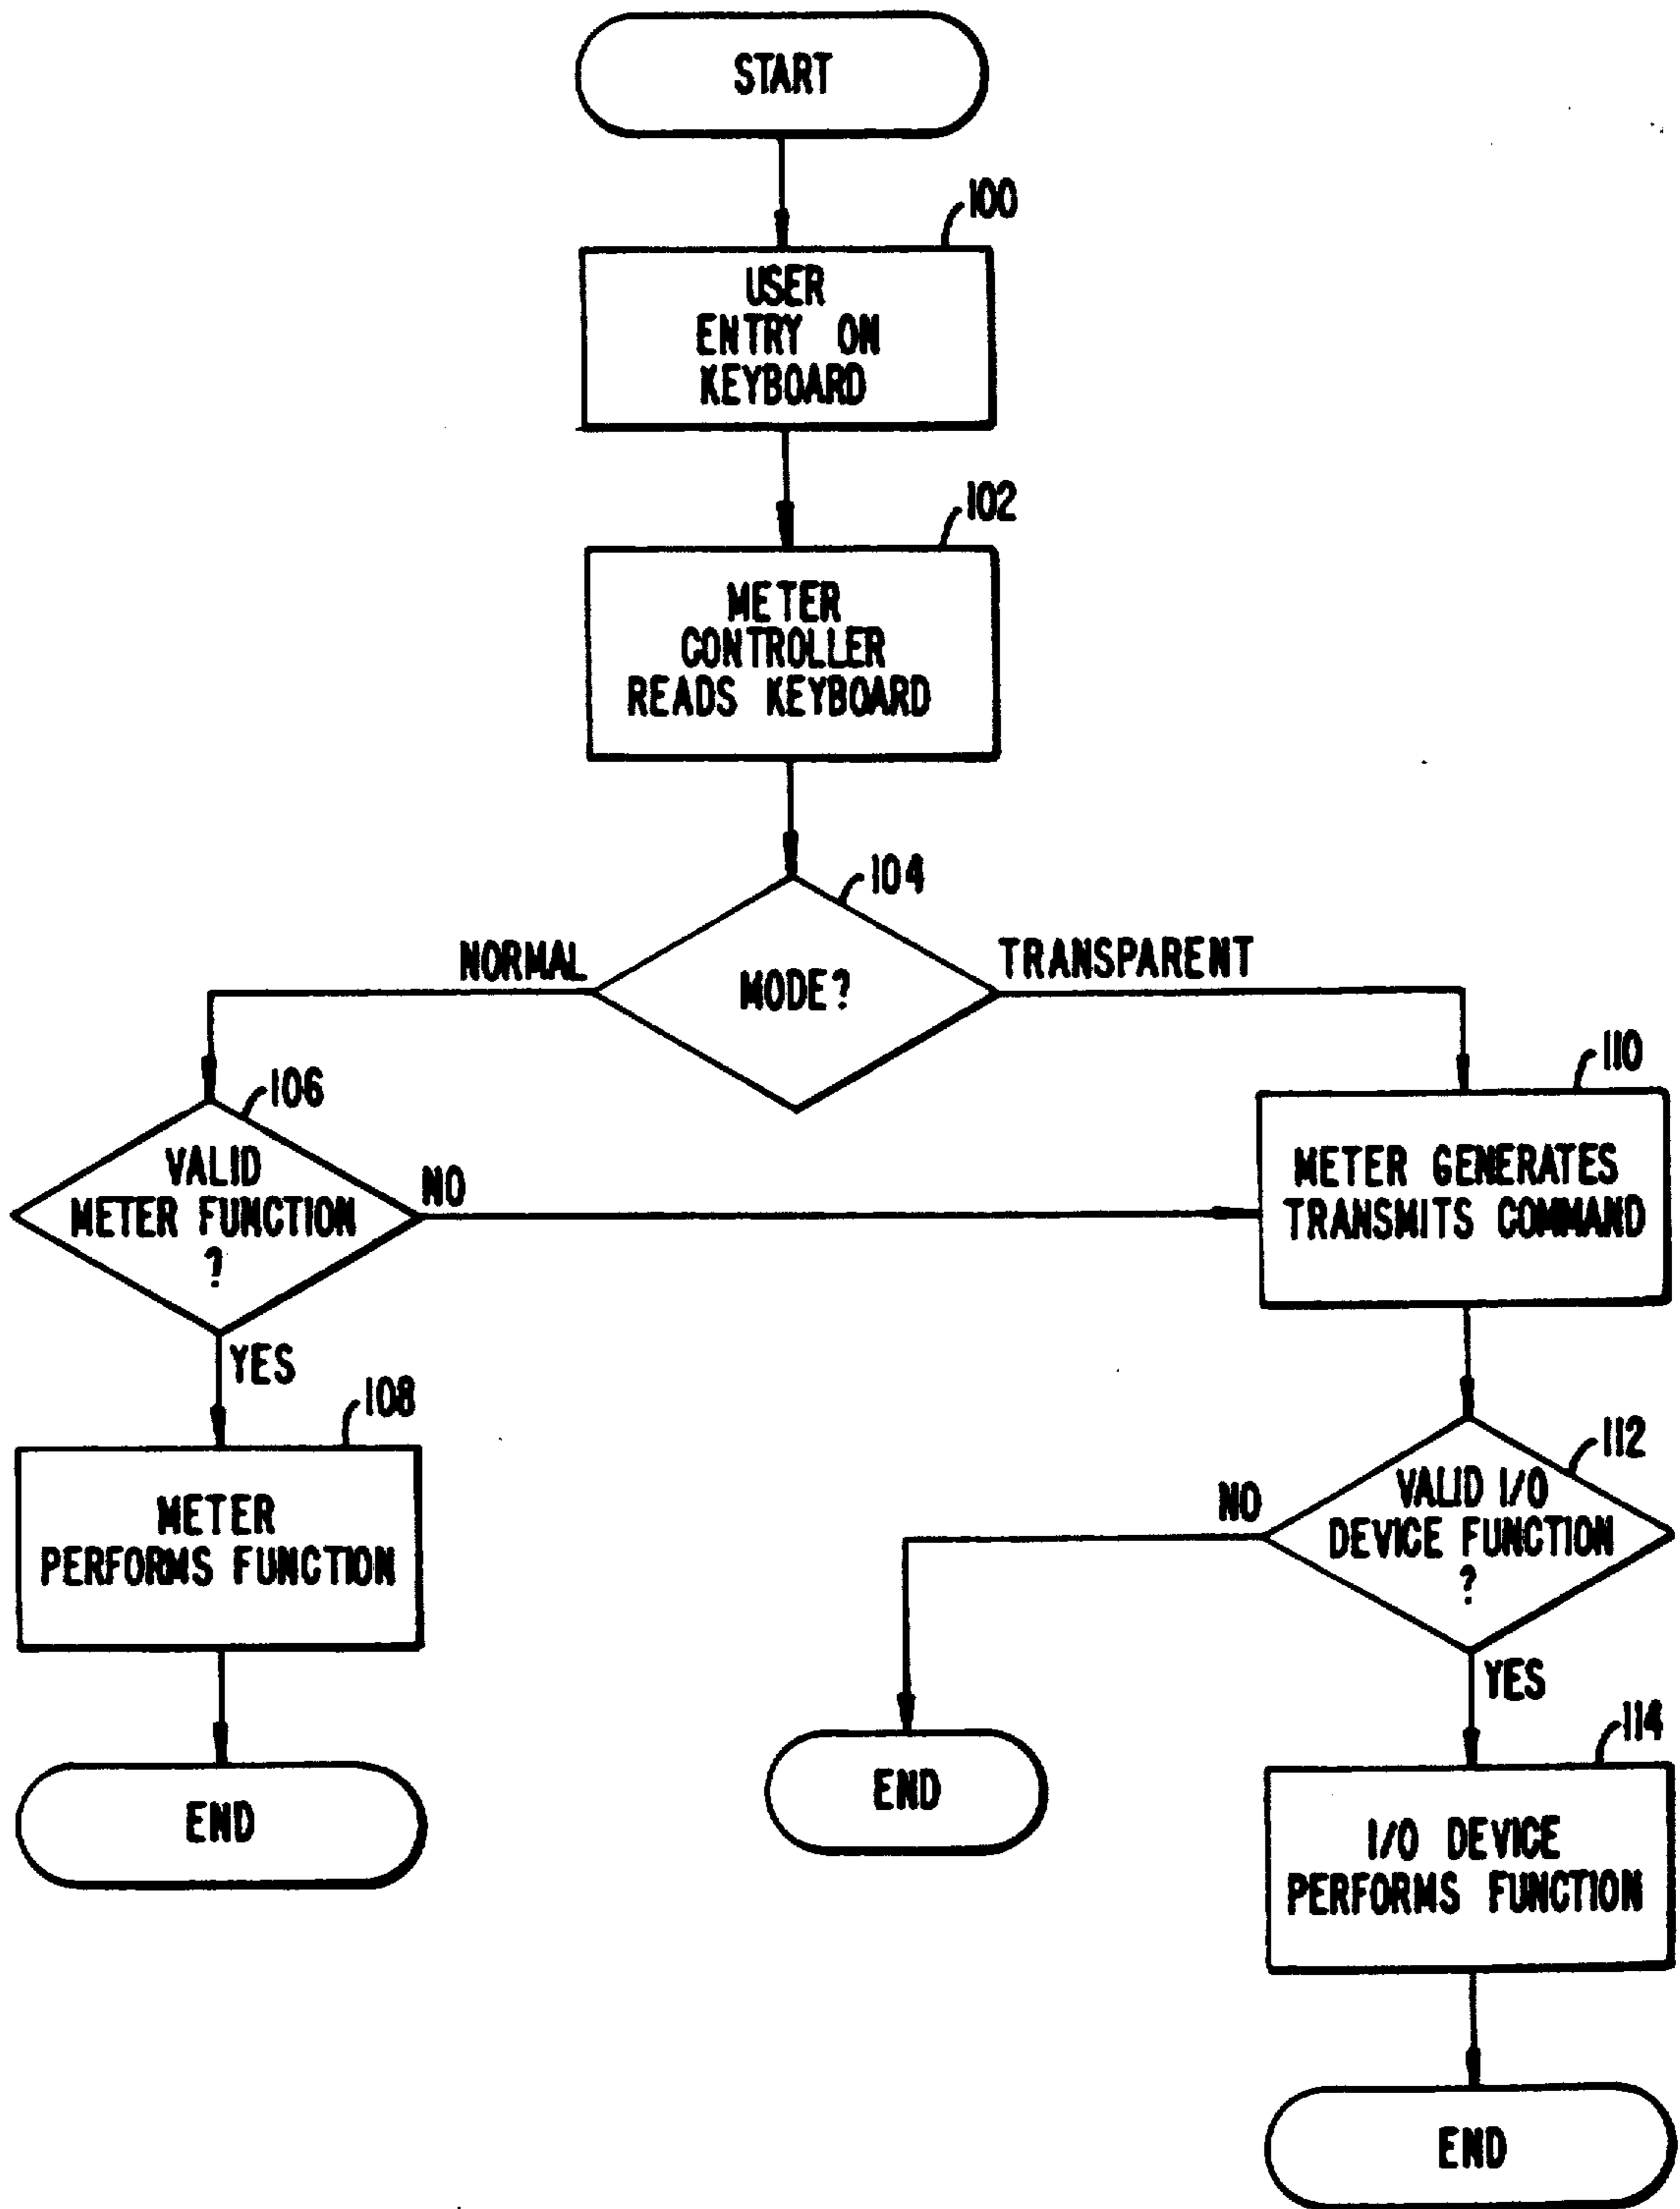 START
100
USER
ENTRY ON
KEYBOARD
102
METER
CONTROLLER
READS KEYBOARD
104
NORMAL
MODE?
TRANSPARENT
106
VALID
METER FUNCTION
?
NO
110
METER GENERATES
TRANSMITS COMMAND
YES
108
METER
PERFORMS FUNCTION
END
112
VALID I/O
DEVICE FUNCTION
?
NO
END
YES
114
I/O DEVICE
PERFORMS FUNCTION
END